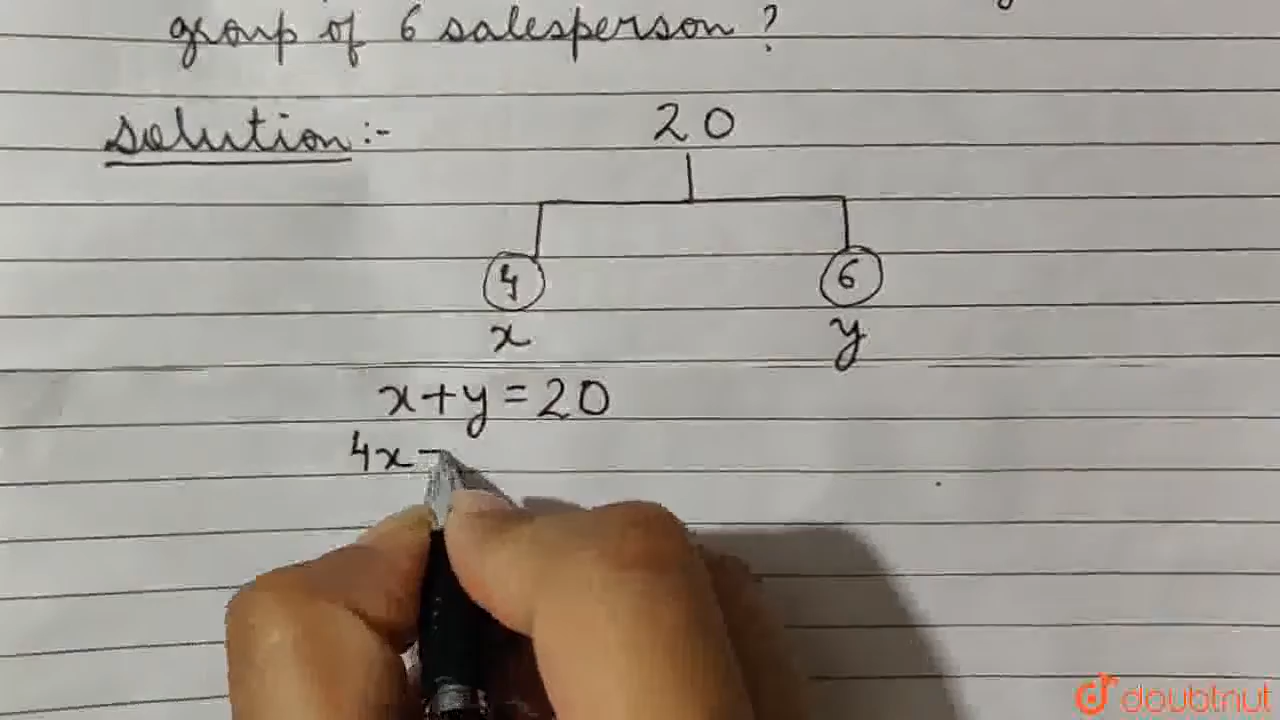 group of 6 salesperson ?
solution :-
20
4 6
x y
x+y=20
4x
doubtnut